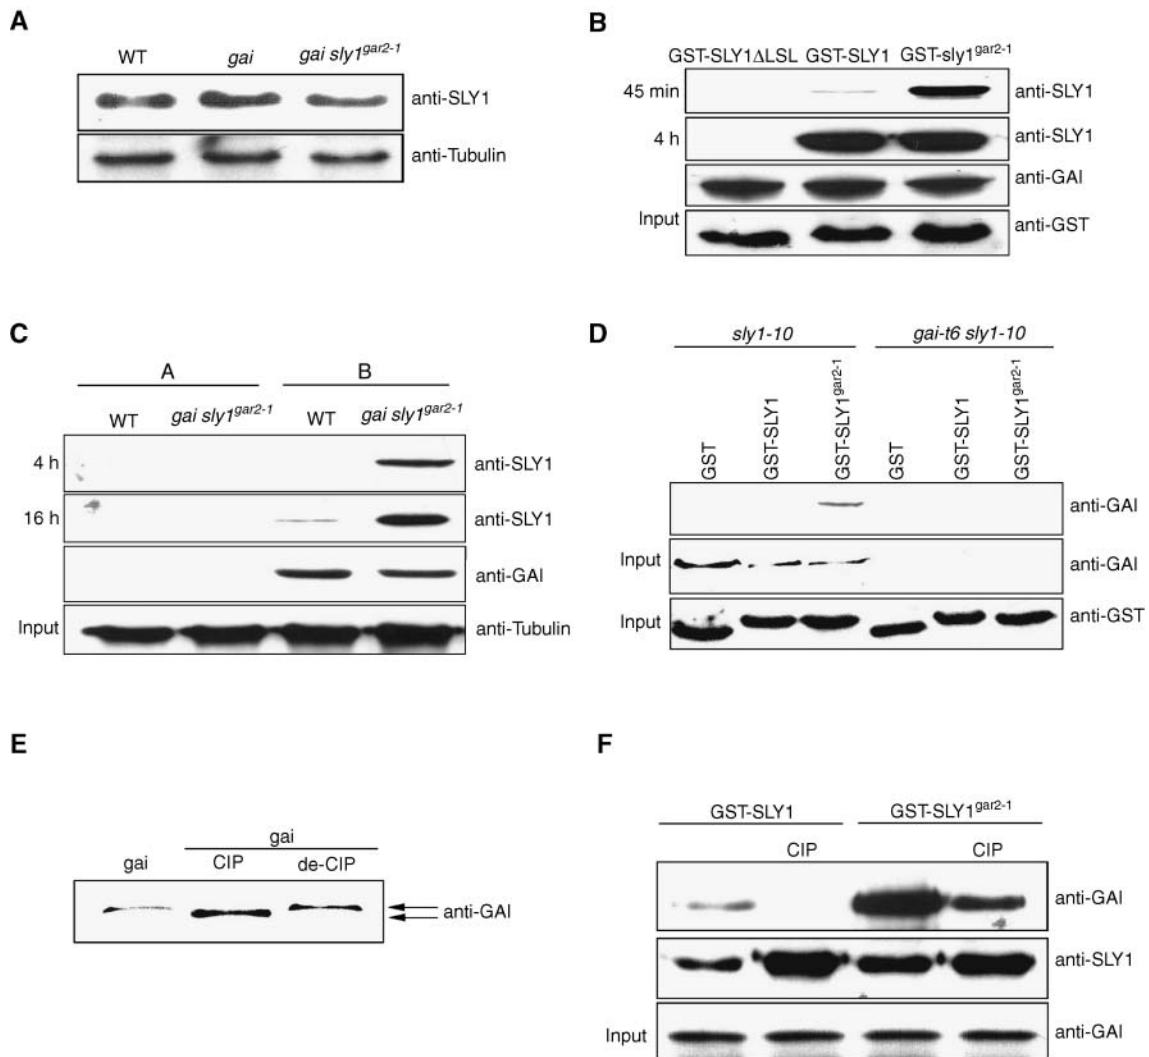 A
WT gai gai sly1gar2-1
anti-SLY1
anti-Tubulin
B
GST-SLY1ΔLSL GST-SLY1 GST-sly1gar2-1
45 min anti-SLY1
4 h anti-SLY1
anti-GAI
Input anti-GST
C
A B
WT gai sly1gar2-1 WT gai sly1gar2-1
4 h anti-SLY1
16 h anti-SLY1
anti-GAI
Input anti-Tubulin
D
sly1-10 gai-t6 sly1-10
GST GST-SLY1 GST-SLY1gar2-1 GST GST-SLY1 GST-SLY1gar2-1
anti-GAI
Input anti-GAI
Input anti-GST
E
gai
gai CIP de-CIP
anti-GAI
F
GST-SLY1 GST-SLY1gar2-1
CIP CIP
anti-GAI
anti-SLY1
Input anti-GAI